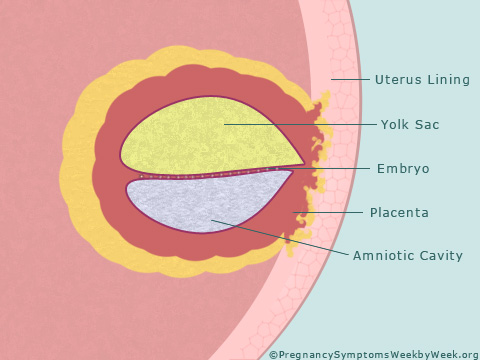 Uterus Lining
Yolk Sac
Embryo
Placenta
Amniotic Cavity
©PregnancySymptomsWeekbyWeek.org